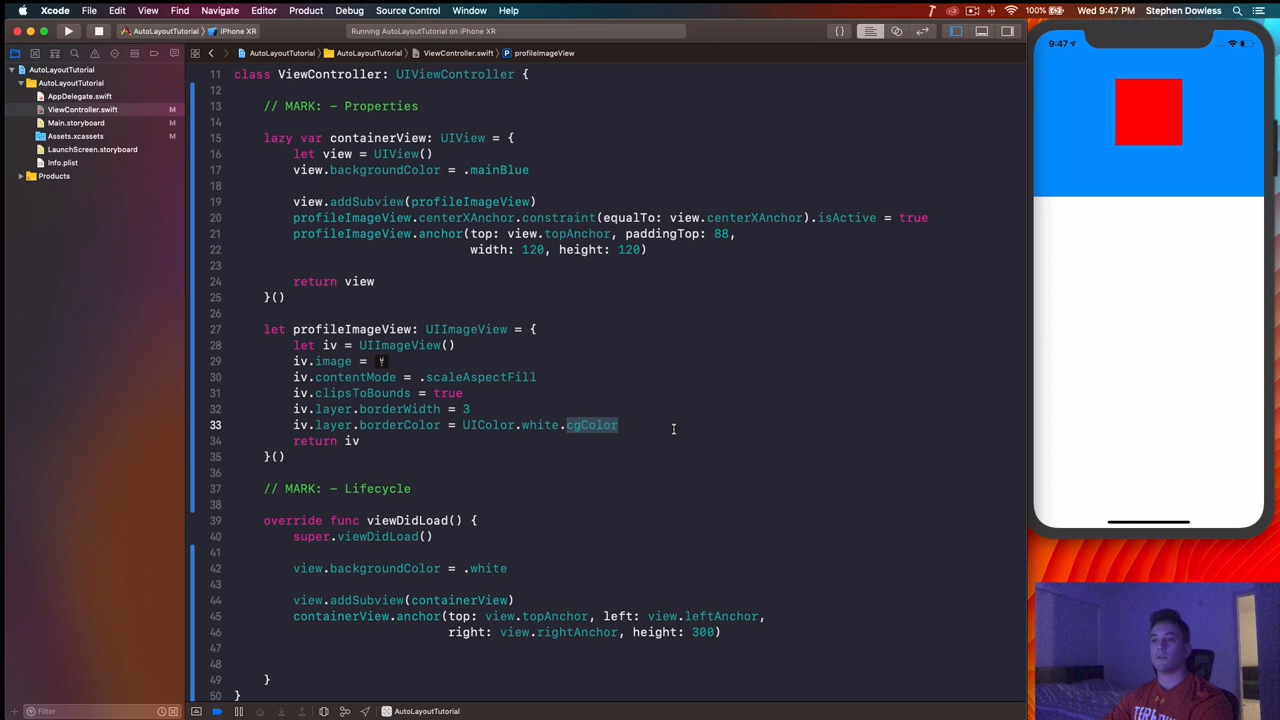 Xcode File Edit View Find Navigate Editor Product Debug Source Control Window Help 100% Wed 9:47 PM Stephen Dowless
AutoLayoutTutorial iPhone XR Running AutoLayoutTutorial on iPhone XR
AutoLayoutTutorial AutoLayoutTutorial ViewController.swift P profileImageView
AutoLayoutTutorial
AutoLayoutTutorial
AppDelegate.swift
ViewController.swift M
Main.storyboard M
Assets.xcassets M
LaunchScreen.storyboard
Info.plist
Products
11 class ViewController: UIViewController {
12
13 // MARK: - Properties
14
15 lazy var containerView: UIView = {
16 let view = UIView()
17 view.backgroundColor = .mainBlue
18
19 view.addSubview(profileImageView)
20 profileImageView.centerXAnchor.constraint(equalTo: view.centerXAnchor).isActive = true
21 profileImageView.anchor(top: view.topAnchor, paddingTop: 88,
22 width: 120, height: 120)
23
24 return view
25 }()
26
27 let profileImageView: UIImageView = {
28 let iv = UIImageView()
29 iv.image =
30 iv.contentMode = .scaleAspectFill
31 iv.clipsToBounds = true
32 iv.layer.borderWidth = 3
33 iv.layer.borderColor = UIColor.white.cgColor
34 return iv
35 }()
36
37 // MARK: - Lifecycle
38
39 override func viewDidLoad() {
40 super.viewDidLoad()
41
42 view.backgroundColor = .white
43
44 view.addSubview(containerView)
45 containerView.anchor(top: view.topAnchor, left: view.leftAnchor,
46 right: view.rightAnchor, height: 300)
47
48
49 }
50 }
Filter
AutoLayoutTutorial
9:47